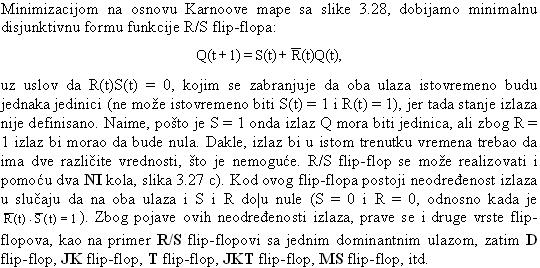 Minimizacijom na osnovu Karnoove mape sa slike 3.28, dobijamo minimalnu
disjunktivnu formu funkcije R/S flip-flopa:
Q(t + 1) = S(t) + R̅(t)Q(t),
uz uslov da R(t)S(t) = 0, kojim se zabranjuje da oba ulaza istovremeno budu
jednaka jedinici (ne može istovremeno biti S(t) = 1 i R(t) = 1), jer tada stanje izlaza
nije definisano. Naime, pošto je S = 1 onda izlaz Q mora biti jedinica, ali zbog R =
1 izlaz bi morao da bude nula. Dakle, izlaz bi u istom trenutku vremena trebao da
ima dve različite vrednosti, što je nemoguće. R/S flip-flop se može realizovati i
pomoću dva NI kola, slika 3.27 c). Kod ovog flip-flopa postoji neodređenost izlaza
u slučaju da na oba ulaza i S i R do|u nule (S = 0 i R = 0, odnosno kada je
R̅(t) · S̅(t) = 1). Zbog pojave ovih neodređenosti izlaza, prave se i druge vrste flip-
flopova, kao na primer R/S flip-flopovi sa jednim dominantnim ulazom, zatim D
flip-flop, JK flip-flop, T flip-flop, JKT flip-flop, MS flip-flop, itd.